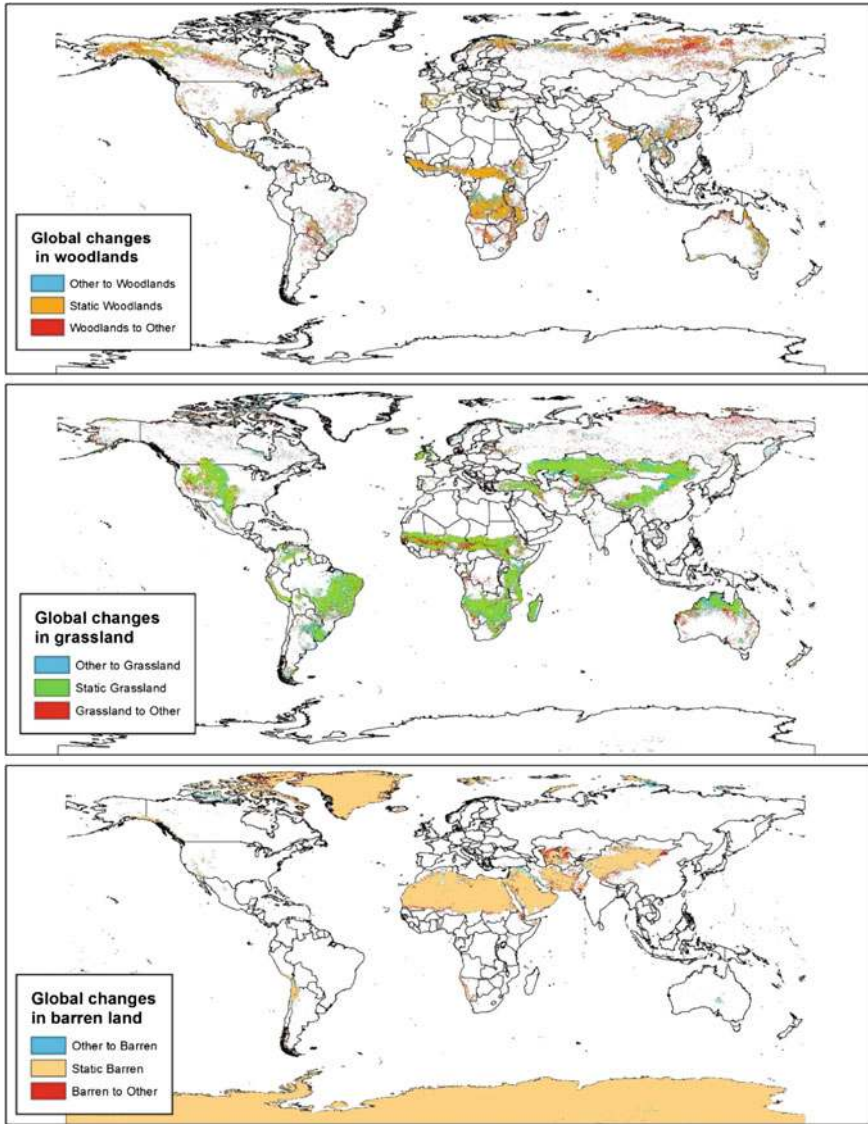 Global changes
in woodlands
Other to Woodlands
Static Woodlands
Woodlands to Other
Global changes
in grassland
Other to Grassland
Static Grassland
Grassland to Other
Global changes
in barren land
Other to Barren
Static Barren
Barren to Other